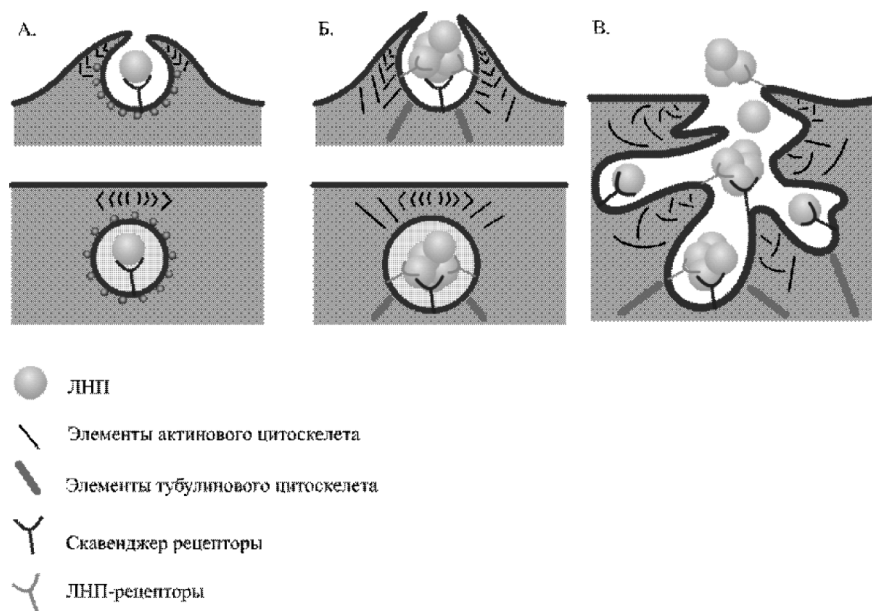 А.
Б.
В.
ЛНП
Элементы актинового цитоскелета
Элементы тубулинового цитоскелета
Скавенджер рецепторы
ЛНП-рецепторы